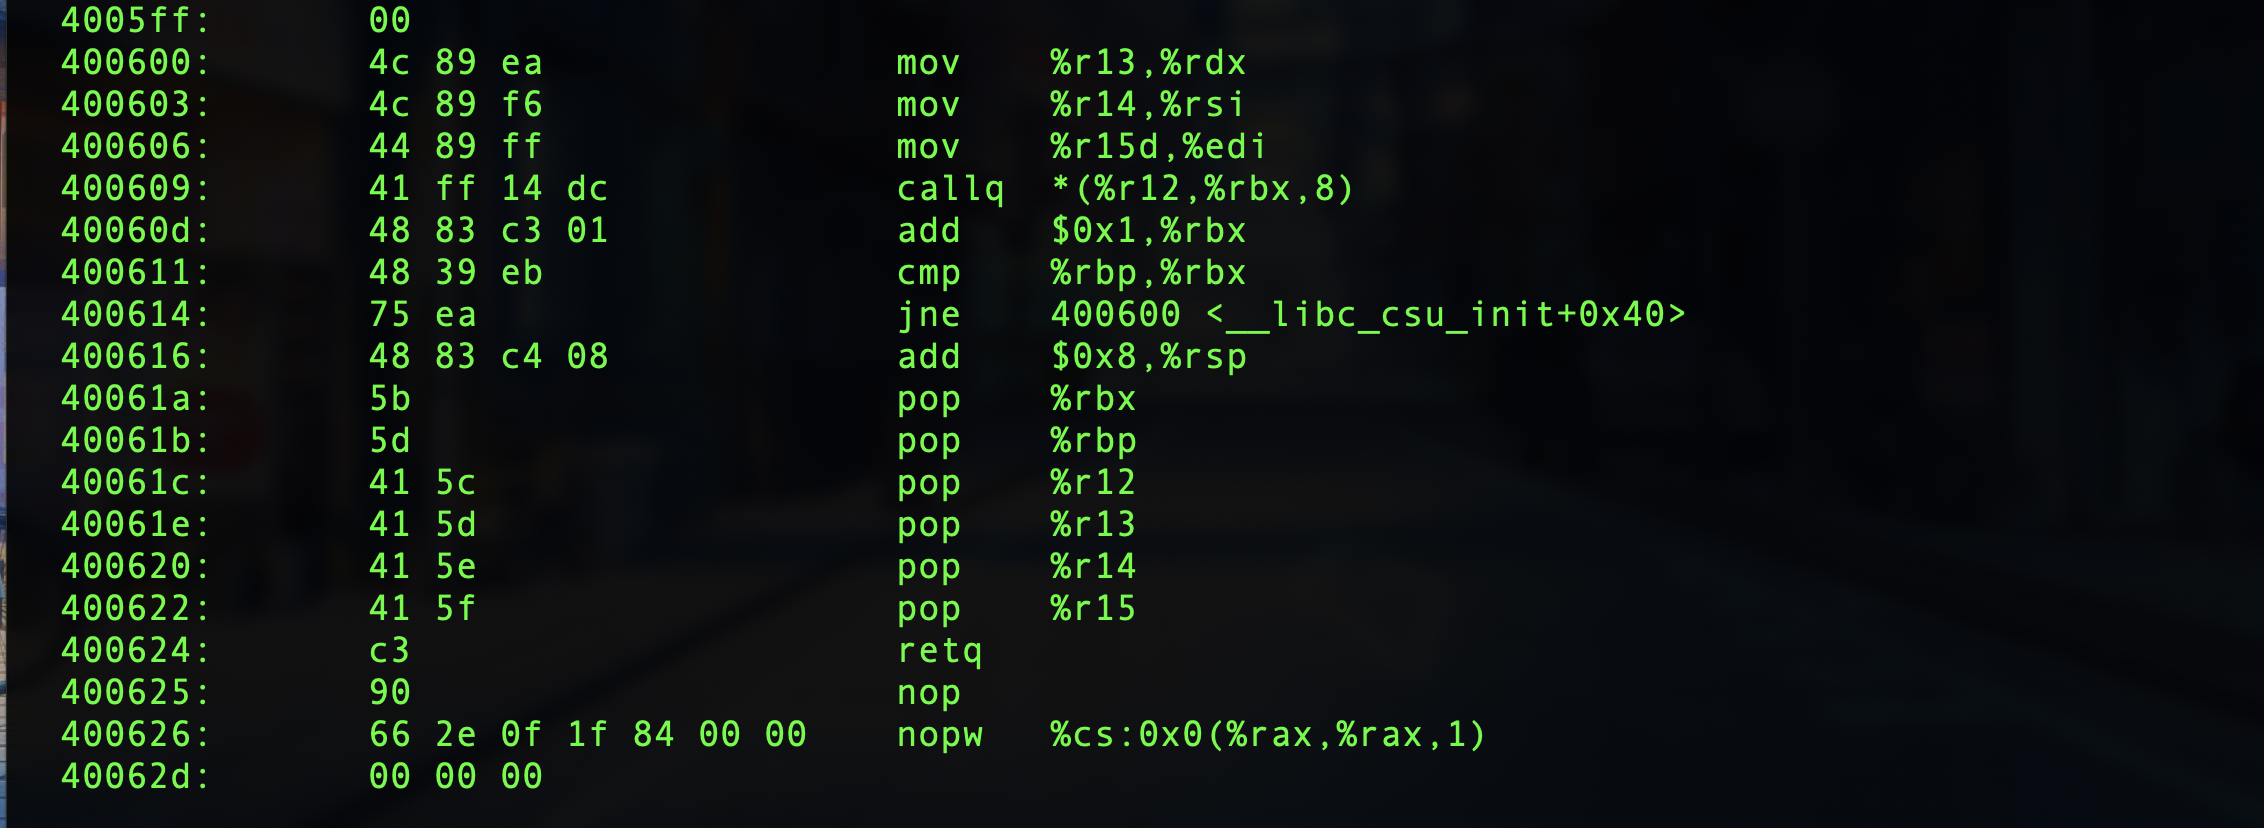 4005ff: 00
400600: 4c 89 ea mov %r13,%rdx
400603: 4c 89 f6 mov %r14,%rsi
400606: 44 89 ff mov %r15d,%edi
400609: 41 ff 14 dc callq *(%r12,%rbx,8)
40060d: 48 83 c3 01 add $0x1,%rbx
400611: 48 39 eb cmp %rbp,%rbx
400614: 75 ea jne 400600 <__libc_csu_init+0x40>
400616: 48 83 c4 08 add $0x8,%rsp
40061a: 5b pop %rbx
40061b: 5d pop %rbp
40061c: 41 5c pop %r12
40061e: 41 5d pop %r13
400620: 41 5e pop %r14
400622: 41 5f pop %r15
400624: c3 retq
400625: 90 nop
400626: 66 2e 0f 1f 84 00 00 nopw %cs:0x0(%rax,%rax,1)
40062d: 00 00 00